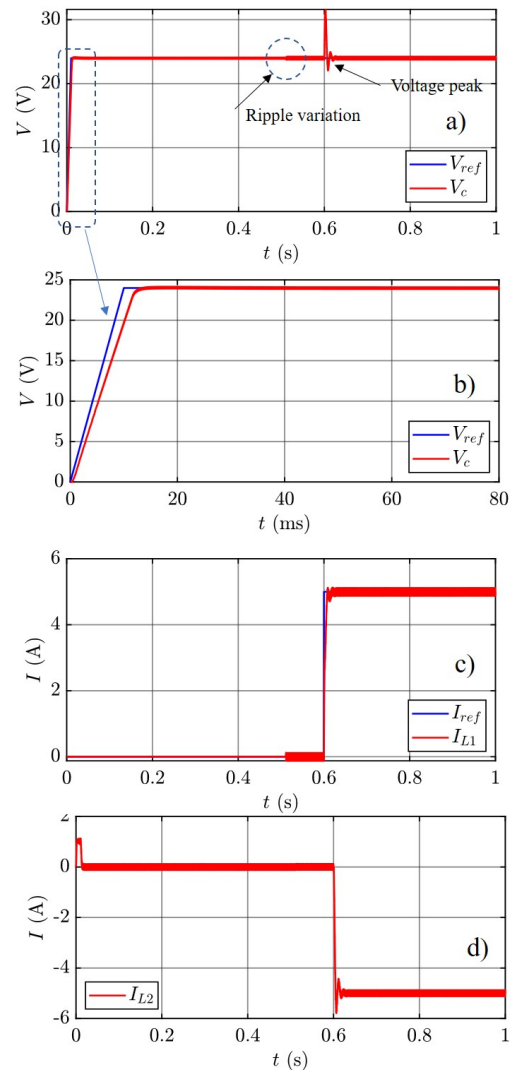 30
20
10
0
V (V)
Ripple variation
Voltage peak
a)
V_ref
V_c
0 0.2 0.4 0.6 0.8 1
t (s)
25
20
15
10
5
0
V (V)
b)
V_ref
V_c
0 20 40 60 80
t (ms)
6
4
2
0
I (A)
c)
I_ref
I_L1
0 0.2 0.4 0.6 0.8 1
t (s)
2
0
-2
-4
-6
I (A)
d)
I_L2
0 0.2 0.4 0.6 0.8 1
t (s)